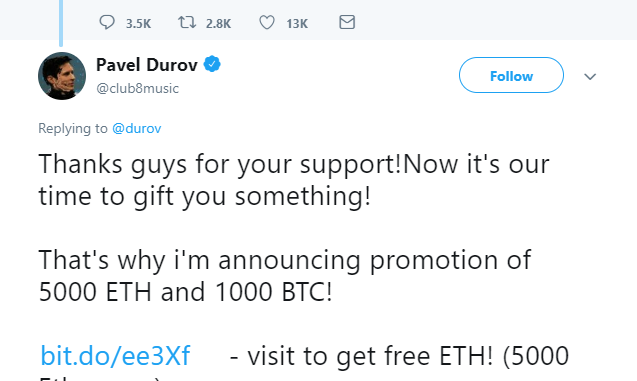 3.5K 2.8K 13K
Pavel Durov
@club8music
Follow
Replying to @durov
Thanks guys for your support!Now it's our
time to gift you something!
That's why i'm announcing promotion of
5000 ETH and 1000 BTC!
bit.do/ee3Xf - visit to get free ETH! (5000